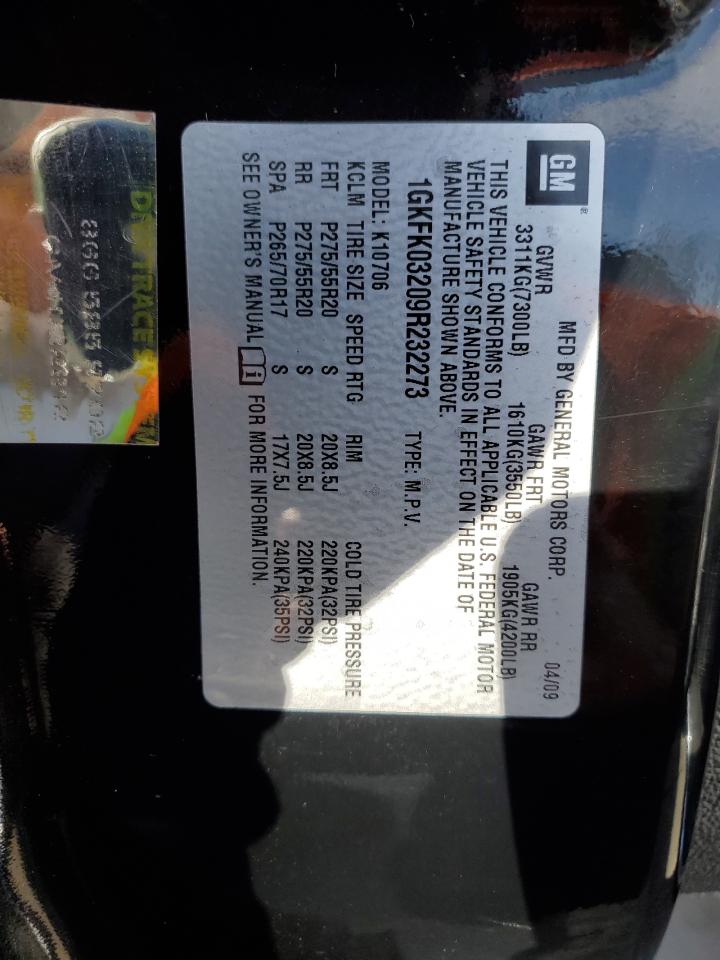 GM
®
MFD BY GENERAL MOTORS CORP. 04/09
GVWR GAWR FRT GAWR RR
3311KG(7300LB) 1610KG(3550LB) 1905KG(4200LB)
THIS VEHICLE CONFORMS TO ALL APPLICABLE U.S. FEDERAL MOTOR
VEHICLE SAFETY STANDARDS IN EFFECT ON THE DATE OF
MANUFACTURE SHOWN ABOVE.
1GKFK03209R232273 TYPE: M.P.V.
MODEL: K10706
KCLM TIRE SIZE SPEED RTG RIM COLD TIRE PRESSURE
FRT P275/55R20 S 20X8.5J 220KPA(32PSI)
RR P275/55R20 S 20X8.5J 220KPA(32PSI)
SPA P265/70R17 S 17X7.5J 240KPA(35PSI)
SEE OWNER'S MANUAL i FOR MORE INFORMATION.